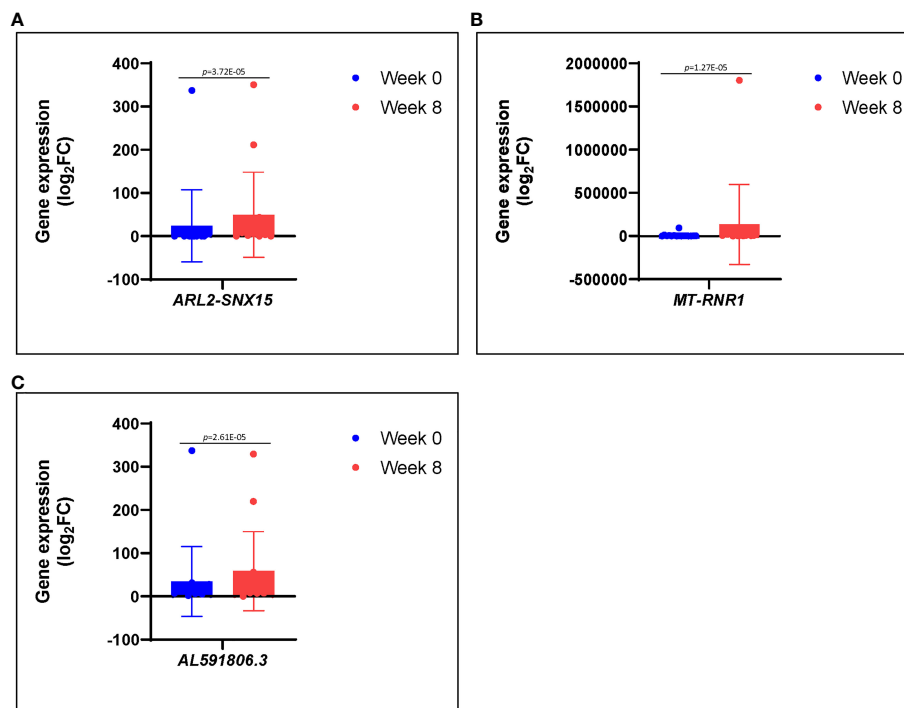 A
400
300
200
100
0
-100
Gene expression
(log₂FC)
p=3.72E-05
Week 0
Week 8
ARL2-SNX15
B
2000000
1500000
1000000
500000
0
-500000
Gene expression
(log₂FC)
p=1.27E-05
Week 0
Week 8
MT-RNR1
C
400
300
200
100
0
-100
Gene expression
(log₂FC)
p=2.61E-05
Week 0
Week 8
AL591806.3